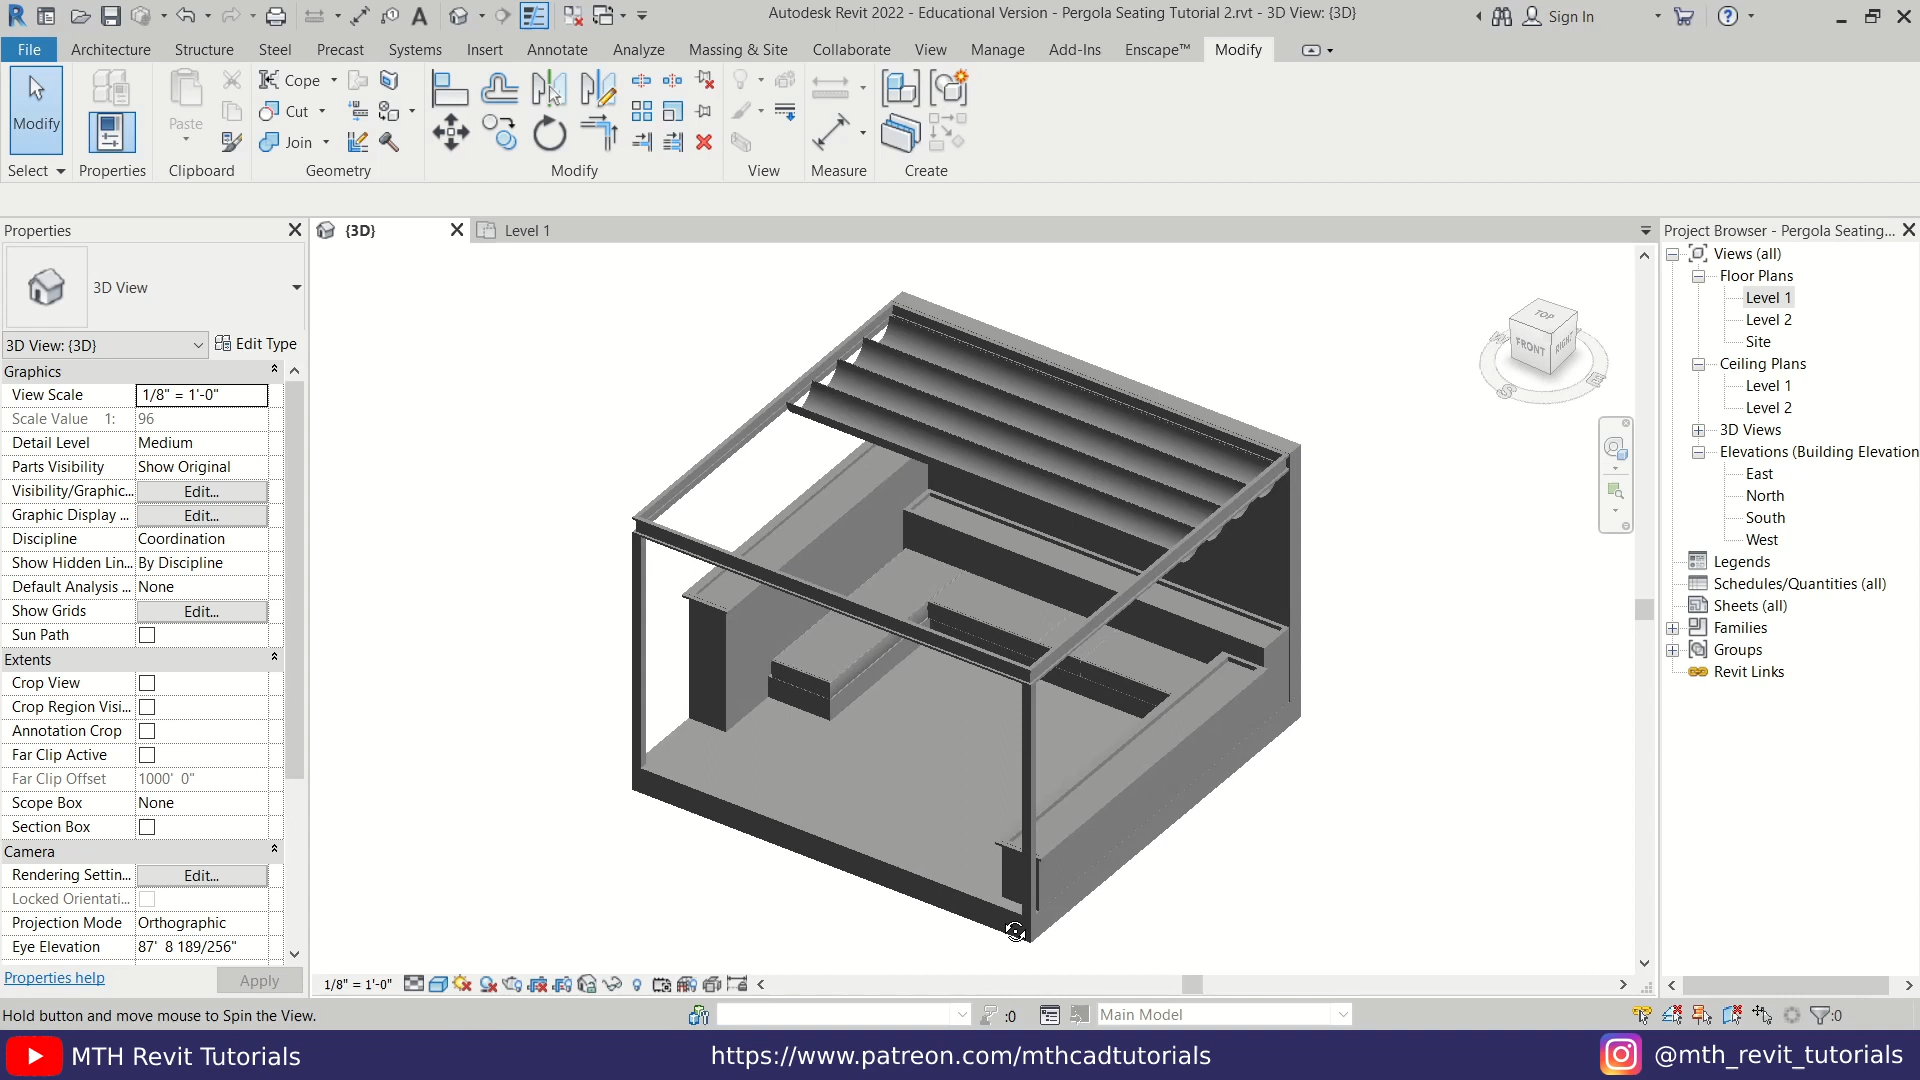 Autodesk Revit 2022 - Educational Version - Pergola Seating Tutorial 2.rvt - 3D View: {3D}
Sign In
File Architecture Structure Steel Precast Systems Insert Annotate Analyze Massing & Site Collaborate View Manage Add-Ins Enscape™ Modify
Modify
Paste
Cope
Cut
Join
Select Properties Clipboard Geometry Modify View Measure Create
Properties
3D View
3D View: {3D}
Edit Type
Graphics
View Scale 1/8" = 1'-0"
Scale Value 1: 96
Detail Level Medium
Parts Visibility Show Original
Visibility/Graphic... Edit...
Graphic Display ... Edit...
Discipline Coordination
Show Hidden Lin... By Discipline
Default Analysis ... None
Show Grids Edit...
Sun Path
Extents
Crop View
Crop Region Visi...
Annotation Crop
Far Clip Active
Far Clip Offset 1000' 0"
Scope Box None
Section Box
Camera
Rendering Settin... Edit...
Locked Orientati...
Projection Mode Orthographic
Eye Elevation 87' 8 189/256"
Properties help
Apply
{3D}
Level 1
TOP
FRONT
RIGHT
S
E
1/8" = 1'-0"
Project Browser - Pergola Seating...
Views (all)
Floor Plans
Level 1
Level 2
Site
Ceiling Plans
Level 1
Level 2
3D Views
Elevations (Building Elevation
East
North
South
West
Legends
Schedules/Quantities (all)
Sheets (all)
Families
Groups
Revit Links
Hold button and move mouse to Spin the View.
:0
Main Model
:0
MTH Revit Tutorials
https://www.patreon.com/mthcadtutorials
@mth_revit_tutorials